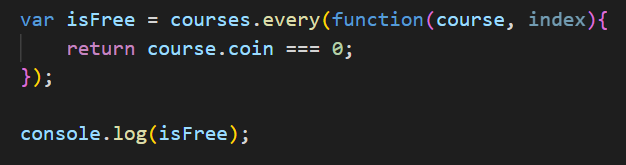 var isFree = courses.every(function(course, index){
    return course.coin === 0;
});
console.log(isFree);